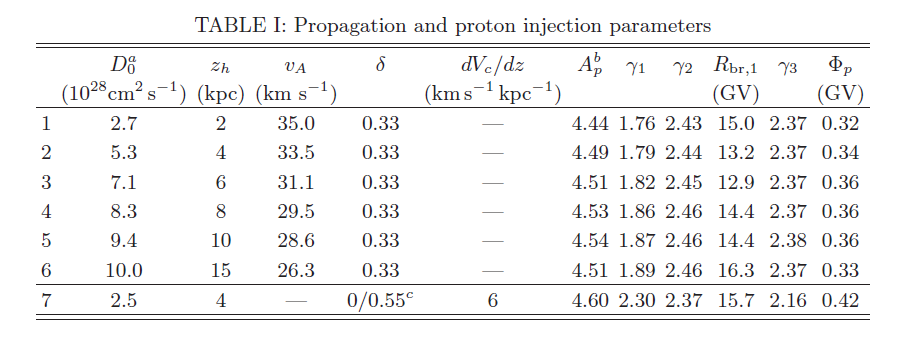 TABLE I: Propagation and proton injection parameters
D₀ᵃ zₕ v_A δ dV_c/dz A_pᵇ γ₁ γ₂ R_br,1 γ₃ Φ_p
(10²⁸cm² s⁻¹) (kpc) (km s⁻¹) (km s⁻¹ kpc⁻¹) (GV) (GV)
1 2.7 2 35.0 0.33 — 4.44 1.76 2.43 15.0 2.37 0.32
2 5.3 4 33.5 0.33 — 4.49 1.79 2.44 13.2 2.37 0.34
3 7.1 6 31.1 0.33 — 4.51 1.82 2.45 12.9 2.37 0.36
4 8.3 8 29.5 0.33 — 4.53 1.86 2.46 14.4 2.37 0.36
5 9.4 10 28.6 0.33 — 4.54 1.87 2.46 14.4 2.38 0.36
6 10.0 15 26.3 0.33 — 4.51 1.89 2.46 16.3 2.37 0.33
7 2.5 4 — 0/0.55ᶜ 6 4.60 2.30 2.37 15.7 2.16 0.42